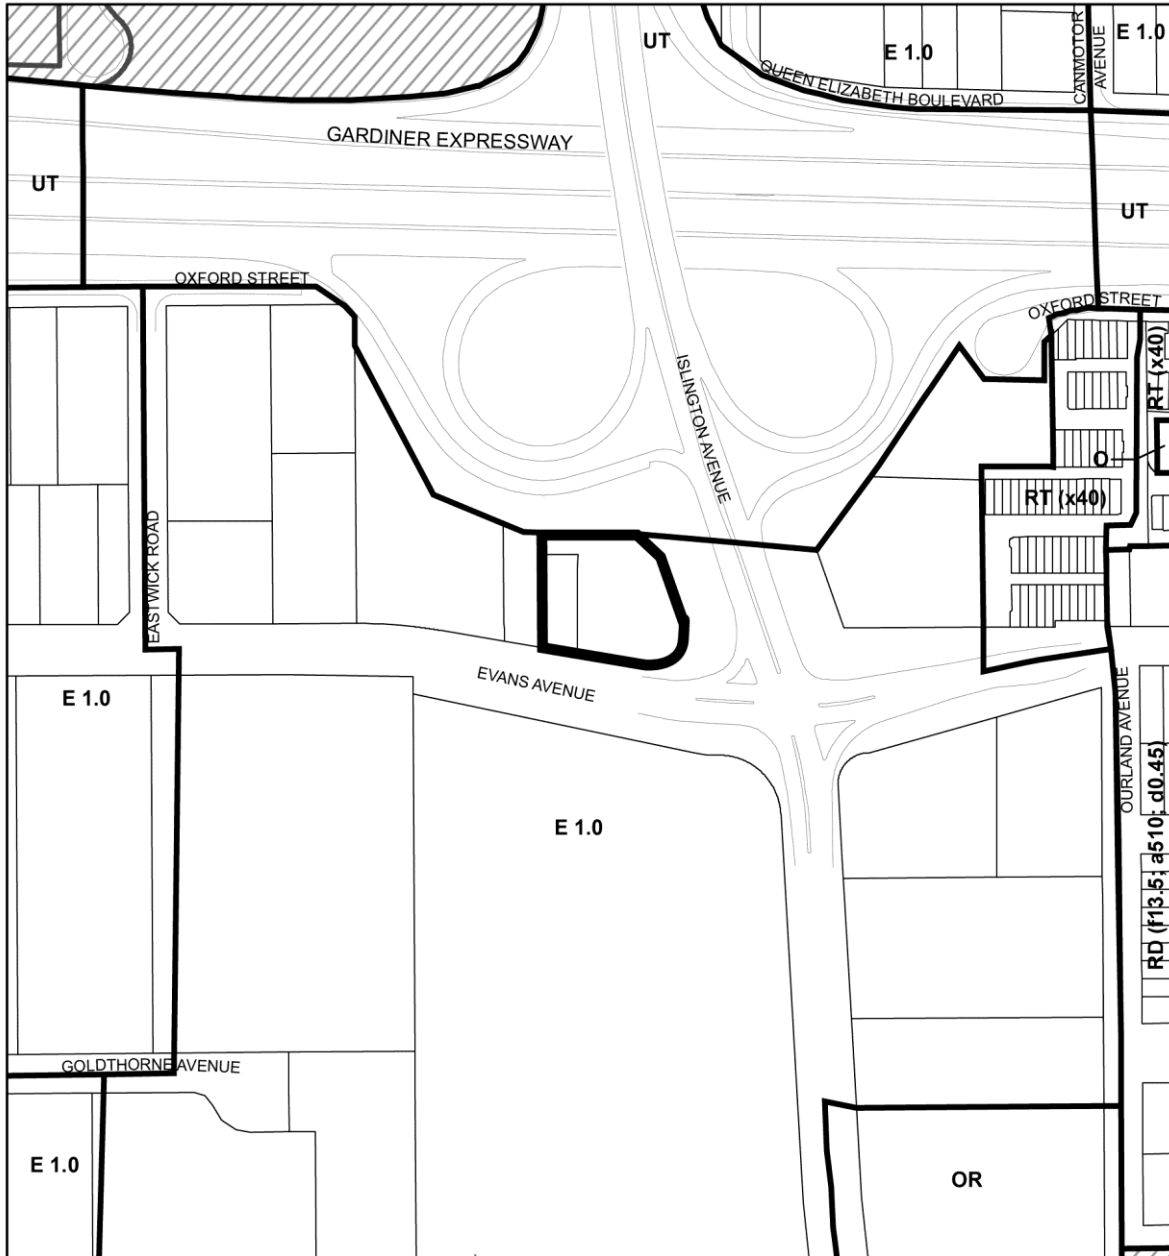 UT
E 1.0
CANMOTOR
AVENUE
E 1.0
QUEEN ELIZABETH BOULEVARD
GARDINER EXPRESSWAY
UT
UT
OXFORD STREET
OXFORD STREET
ISLINGTON AVENUE
RT (x40)
O
RT (x40)
EASTWICK ROAD
EVANS AVENUE
E 1.0
OURLAND AVENUE
RD (f13.5; a510; d0.45)
E 1.0
GOLDTHORNE AVENUE
E 1.0
OR